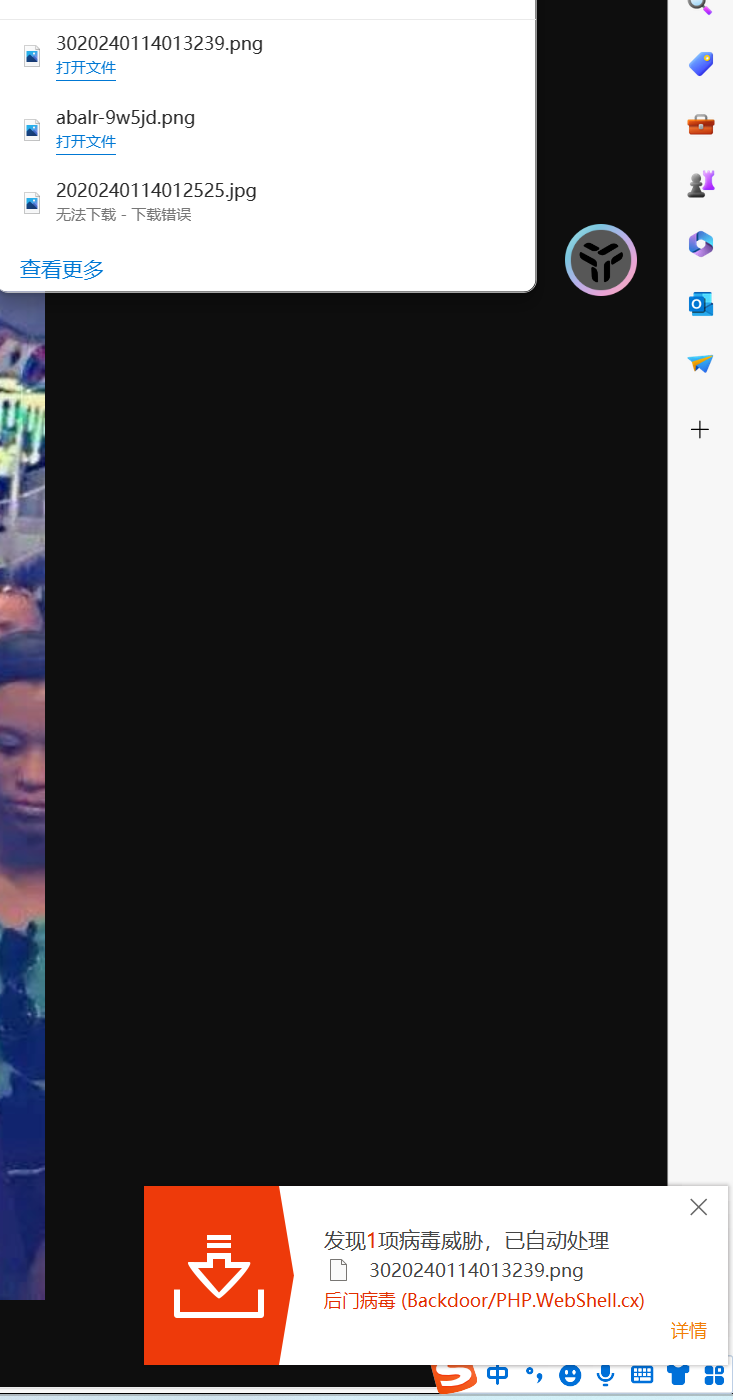 3020240114013239.png
打开文件
abalr-9w5jd.png
打开文件
2020240114012525.jpg
无法下载 - 下载错误
查看更多
发现1项病毒威胁，已自动处理
3020240114013239.png
后门病毒 (Backdoor/PHP.WebShell.cx)
详情
中